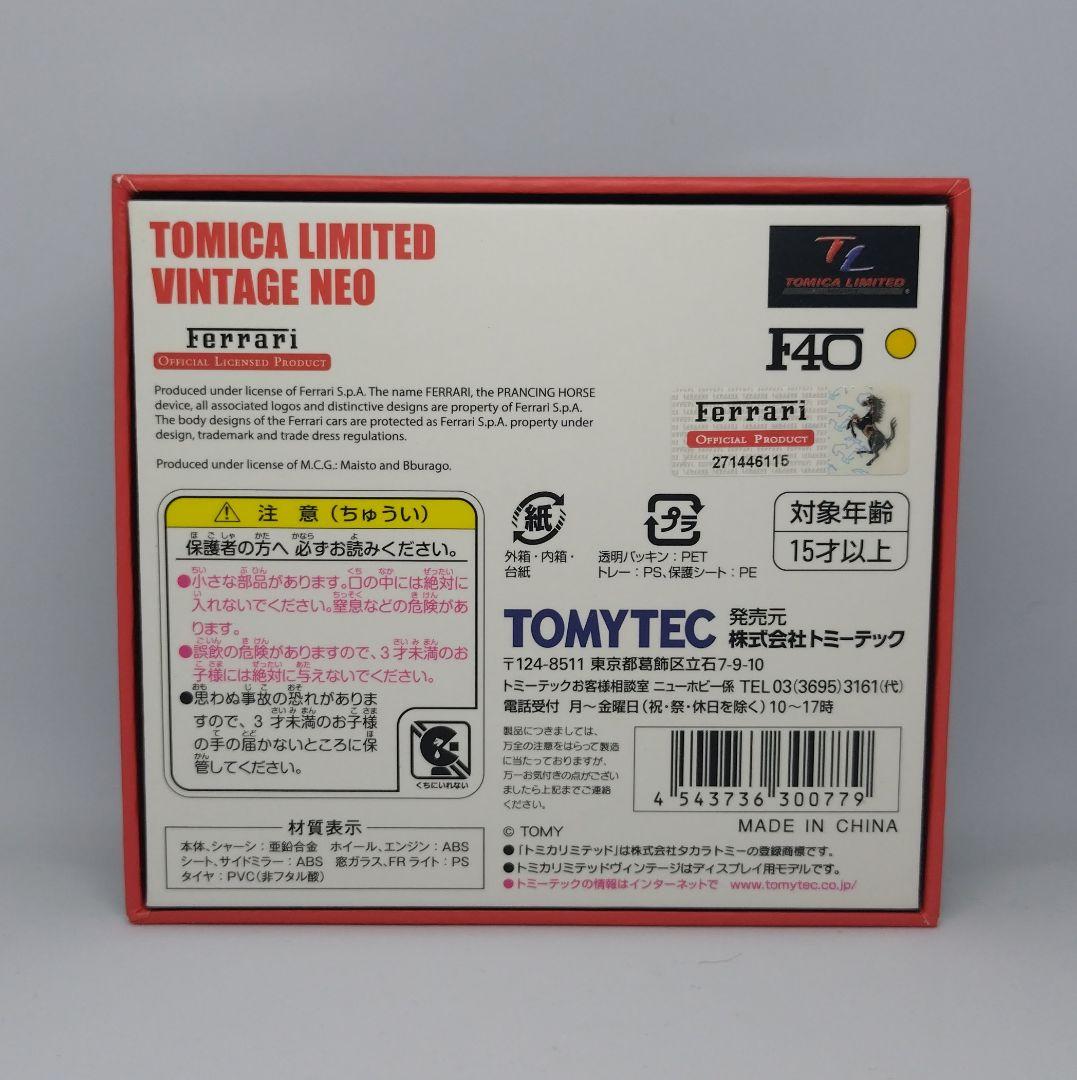 TOMICA LIMITED
VINTAGE NEO
TL
TOMICA LIMITED
Ferrari
OFFICIAL LICENSED PRODUCT
F40
Produced under license of Ferrari S.p.A. The name FERRARI, the PRANCING HORSE
device, all associated logos and distinctive designs are property of Ferrari S.p.A.
The body designs of the Ferrari cars are protected as Ferrari S.p.A. property under
design, trademark and trade dress regulations.
Produced under license of M.C.G.: Maisto and Bburago.
Ferrari
OFFICIAL PRODUCT
271446115
注意(ちゅうい)
保護者の方へ 必ずお読みください。
●小さな部品があります。口の中には絶対に
入れないでください。窒息などの危険があ
ります。
●誤飲の危険がありますので、3才未満のお
子様には絶対に与えないでください。
●思わぬ事故の恐れがありま
すので、3才未満のお子様
の手の届かないところに保
管してください。
くちにいれない
材質表示
本体、シャーシ:亜鉛合金 ホイール、エンジン:ABS
シート、サイドミラー:ABS 窓ガラス、FRライト:PS
タイヤ:PVC(非フタル酸)
紙
外箱・内箱・
台紙
プラ
透明パッキン:PET
トレー:PS、保護シート:PE
対象年齢
15才以上
TOMYTEC 発売元
株式会社トミーテック
〒124-8511 東京都葛飾区立石7-9-10
トミーテックお客様相談室 ニューホビー係 TEL 03(3695)3161(代)
電話受付 月〜金曜日(祝・祭・休日を除く)10〜17時
製品につきましては、
万全の注意をはらって製造
に当たっておりますが、
万一お気付きの点がござい
ましたら上記までご連絡
ください。
4 543736 300779
© TOMY
MADE IN CHINA
●「トミカリミテッド」は株式会社タカラトミーの登録商標です。
●トミカリミテッドヴィンテージはディスプレイ用モデルです。
●トミーテックの情報はインターネットで www.tomytec.co.jp/